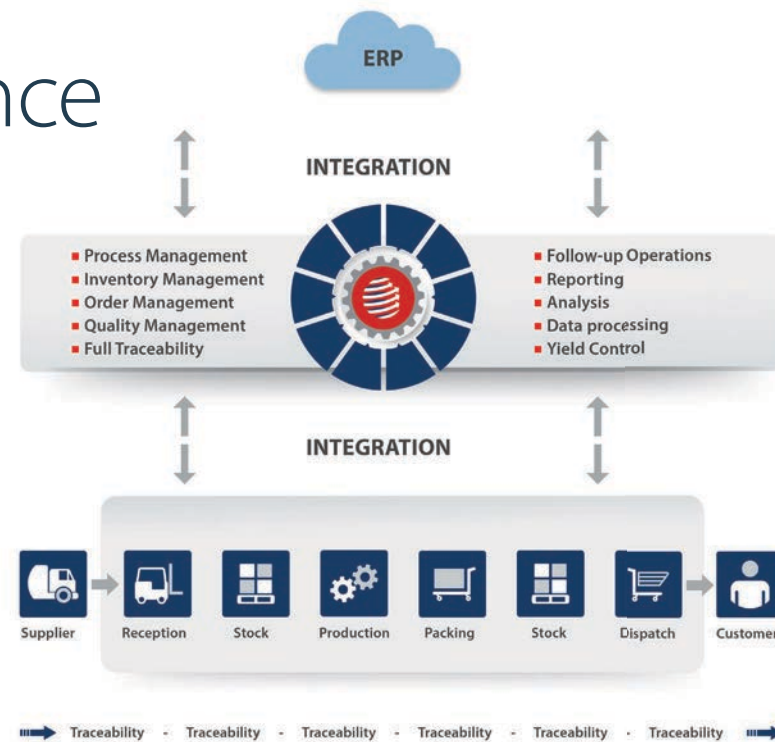 ERP
nce
INTEGRATION
Process Management
Inventory Management
Order Management
Quality Management
Full Traceability
Follow-up Operations
Reporting
Analysis
Data processing
Yield Control
INTEGRATION
Supplier
Reception
Stock
Production
Packing
Stock
Dispatch
Customer
Traceability - Traceability - Traceability - Traceability - Traceability - Traceability